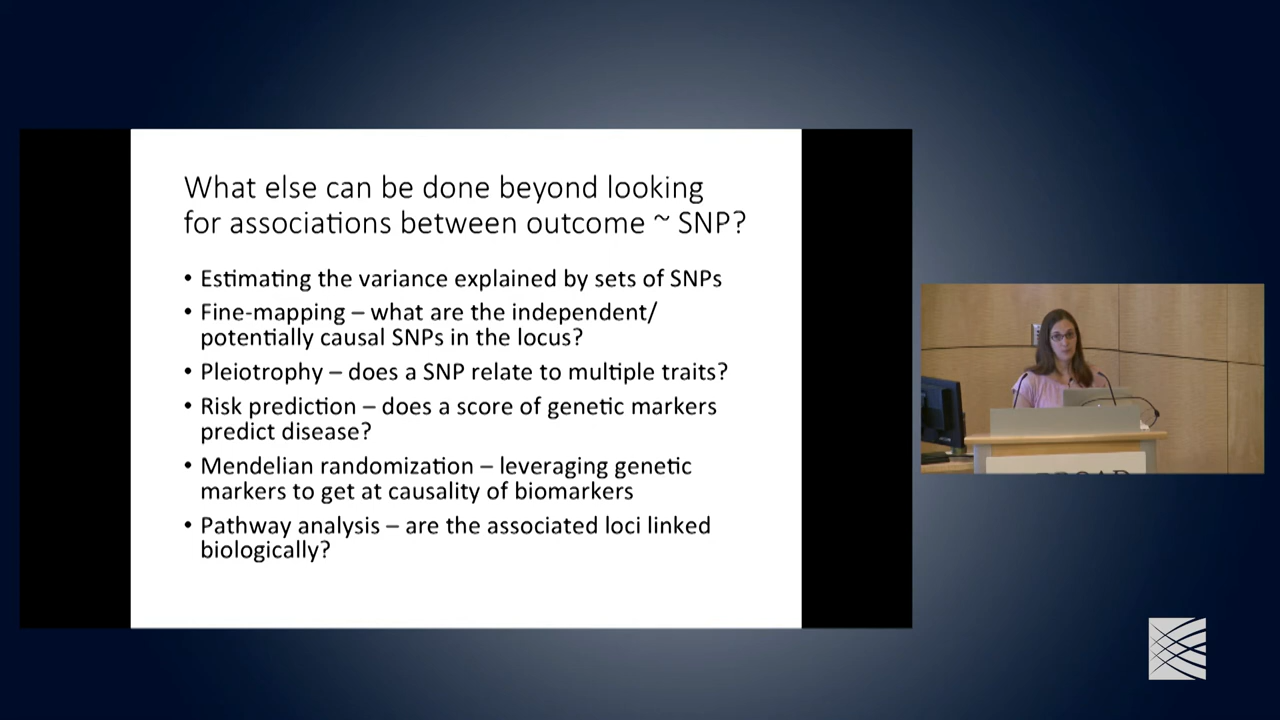 What else can be done beyond looking
for associations between outcome ~ SNP?
• Estimating the variance explained by sets of SNPs
• Fine-mapping – what are the independent/
potentially causal SNPs in the locus?
• Pleiotrophy – does a SNP relate to multiple traits?
• Risk prediction – does a score of genetic markers
predict disease?
• Mendelian randomization – leveraging genetic
markers to get at causality of biomarkers
• Pathway analysis – are the associated loci linked
biologically?